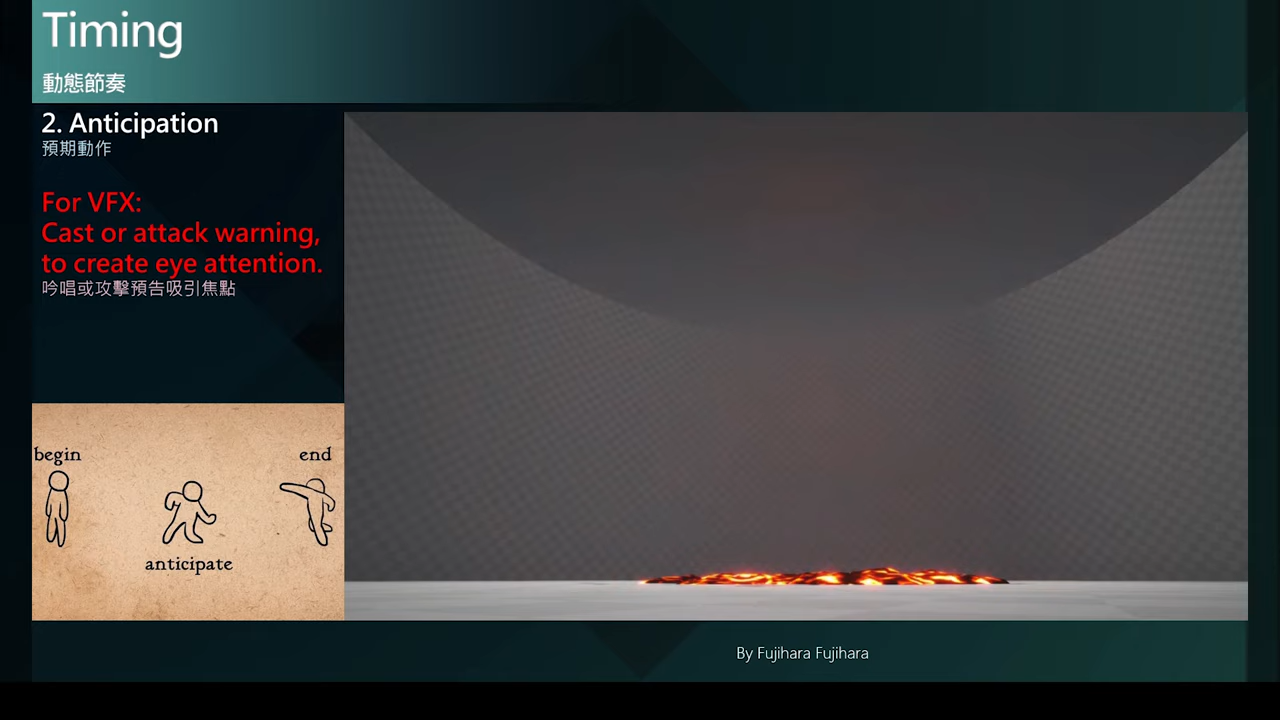 Timing
動態節奏
2. Anticipation
預期動作
For VFX:
Cast or attack warning,
to create eye attention.
吟唱或攻擊預告吸引焦點
begin
end
anticipate
By Fujihara Fujihara